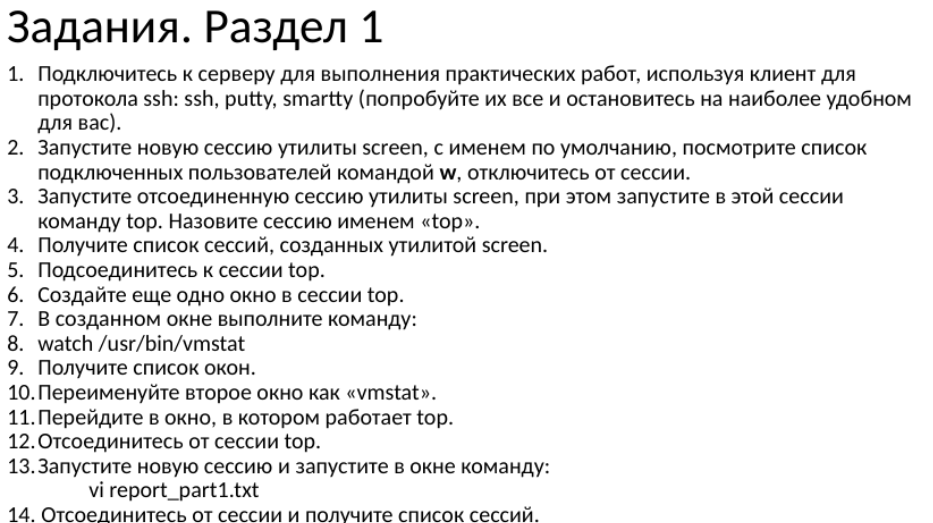 Задания. Раздел 1
1. Подключитесь к серверу для выполнения практических работ, используя клиент для
протокола ssh: ssh, putty, smartty (попробуйте их все и остановитесь на наиболее удобном
для вас).
2. Запустите новую сессию утилиты screen, с именем по умолчанию, посмотрите список
подключенных пользователей командой w, отключитесь от сессии.
3. Запустите отсоединенную сессию утилиты screen, при этом запустите в этой сессии
команду top. Назовите сессию именем «top».
4. Получите список сессий, созданных утилитой screen.
5. Подсоединитесь к сессии top.
6. Создайте еще одно окно в сессии top.
7. В созданном окне выполните команду:
8. watch /usr/bin/vmstat
9. Получите список окон.
10. Переименуйте второе окно как «vmstat».
11. Перейдите в окно, в котором работает top.
12. Отсоединитесь от сессии top.
13. Запустите новую сессию и запустите в окне команду:
vi report_part1.txt
14. Отсоединитесь от сессии и получите список сессий.